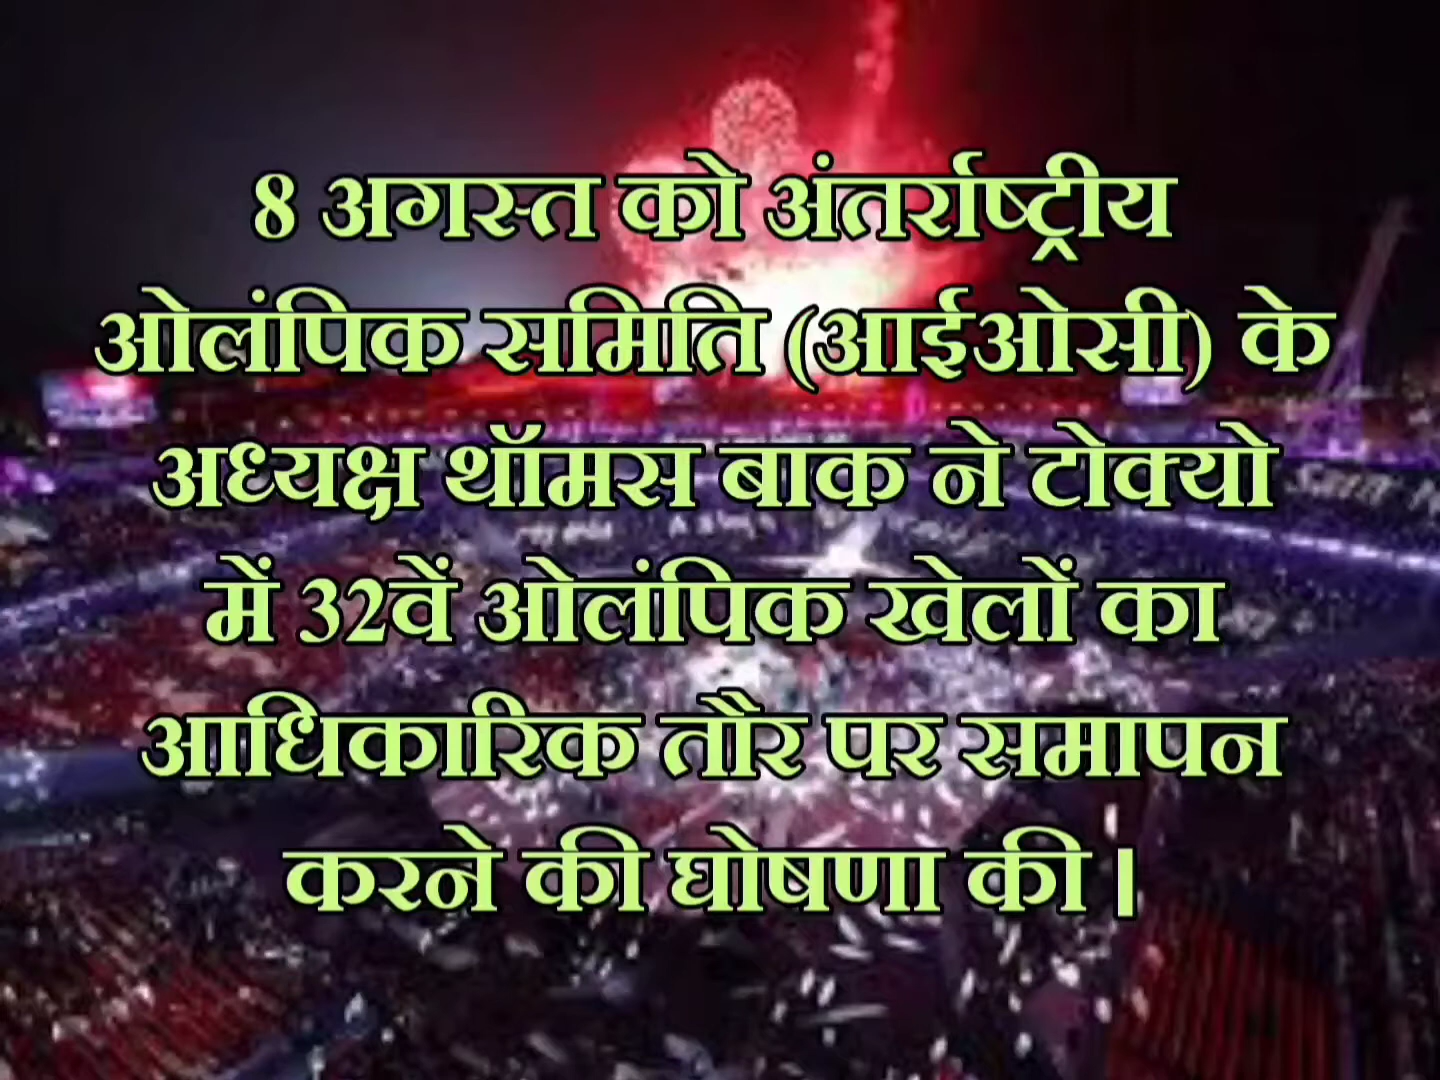 8 अगस्त को अंतर्राष्ट्रीय
ओलंपिक समिति (आईओसी) के
अध्यक्ष थॉमस बाक ने टोक्यो
में 32वें ओलंपिक खेलों का
आधिकारिक तौर पर समापन
करने की घोषणा की।